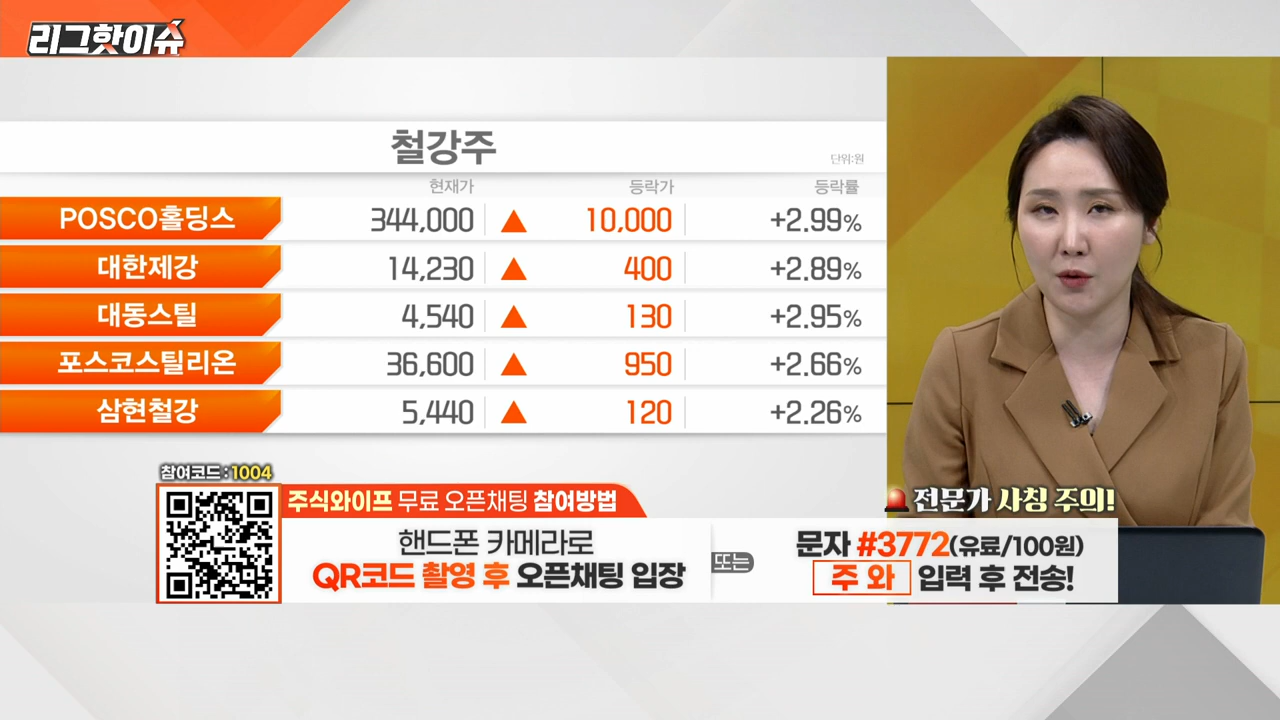 리그핫이슈
철강주
단위:원
현재가 등락가 등락률
POSCO홀딩스 344,000 ▲ 10,000 +2.99%
대한제강 14,230 ▲ 400 +2.89%
대동스틸 4,540 ▲ 130 +2.95%
포스코스틸리온 36,600 ▲ 950 +2.66%
삼현철강 5,440 ▲ 120 +2.26%
참여코드:1004
주식와이프 무료 오픈채팅 참여방법
핸드폰 카메라로
QR코드 촬영 후 오픈채팅 입장
또는
전문가 사칭 주의!
문자 #3772(유료/100원)
주 와 입력 후 전송!